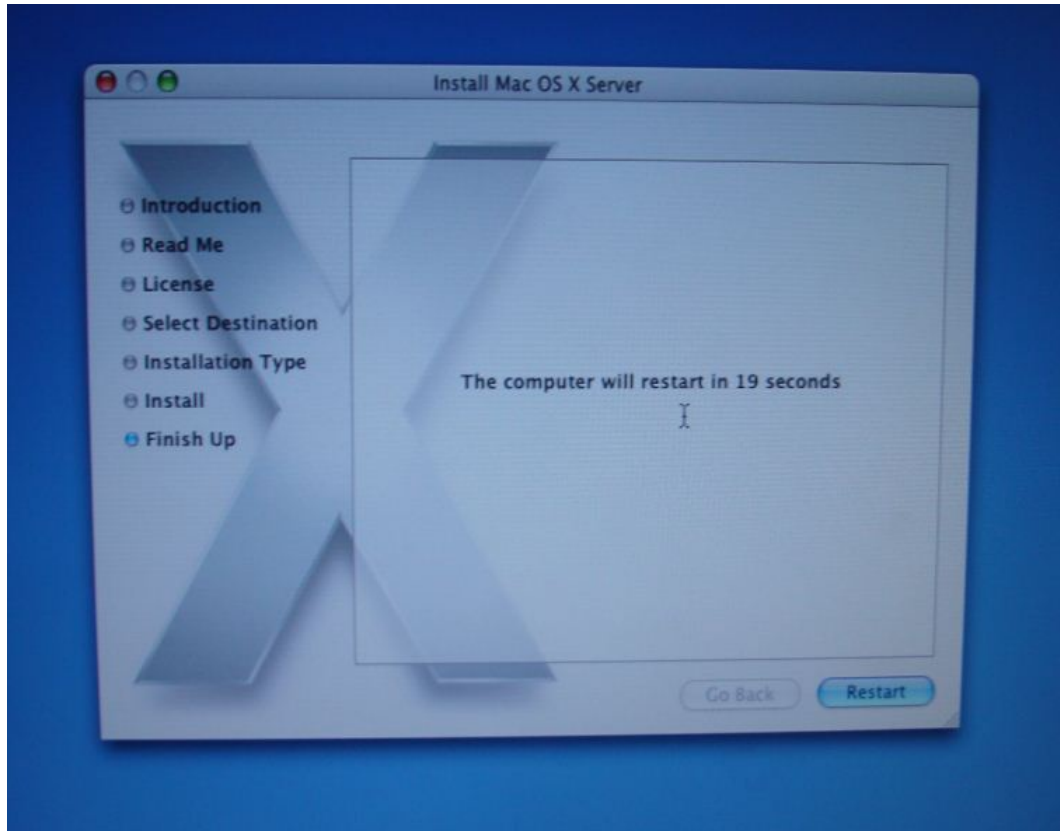 Install Mac OS X Server
Introduction
Read Me
License
Select Destination
Installation Type
Install
Finish Up
The computer will restart in 19 seconds
Go Back
Restart